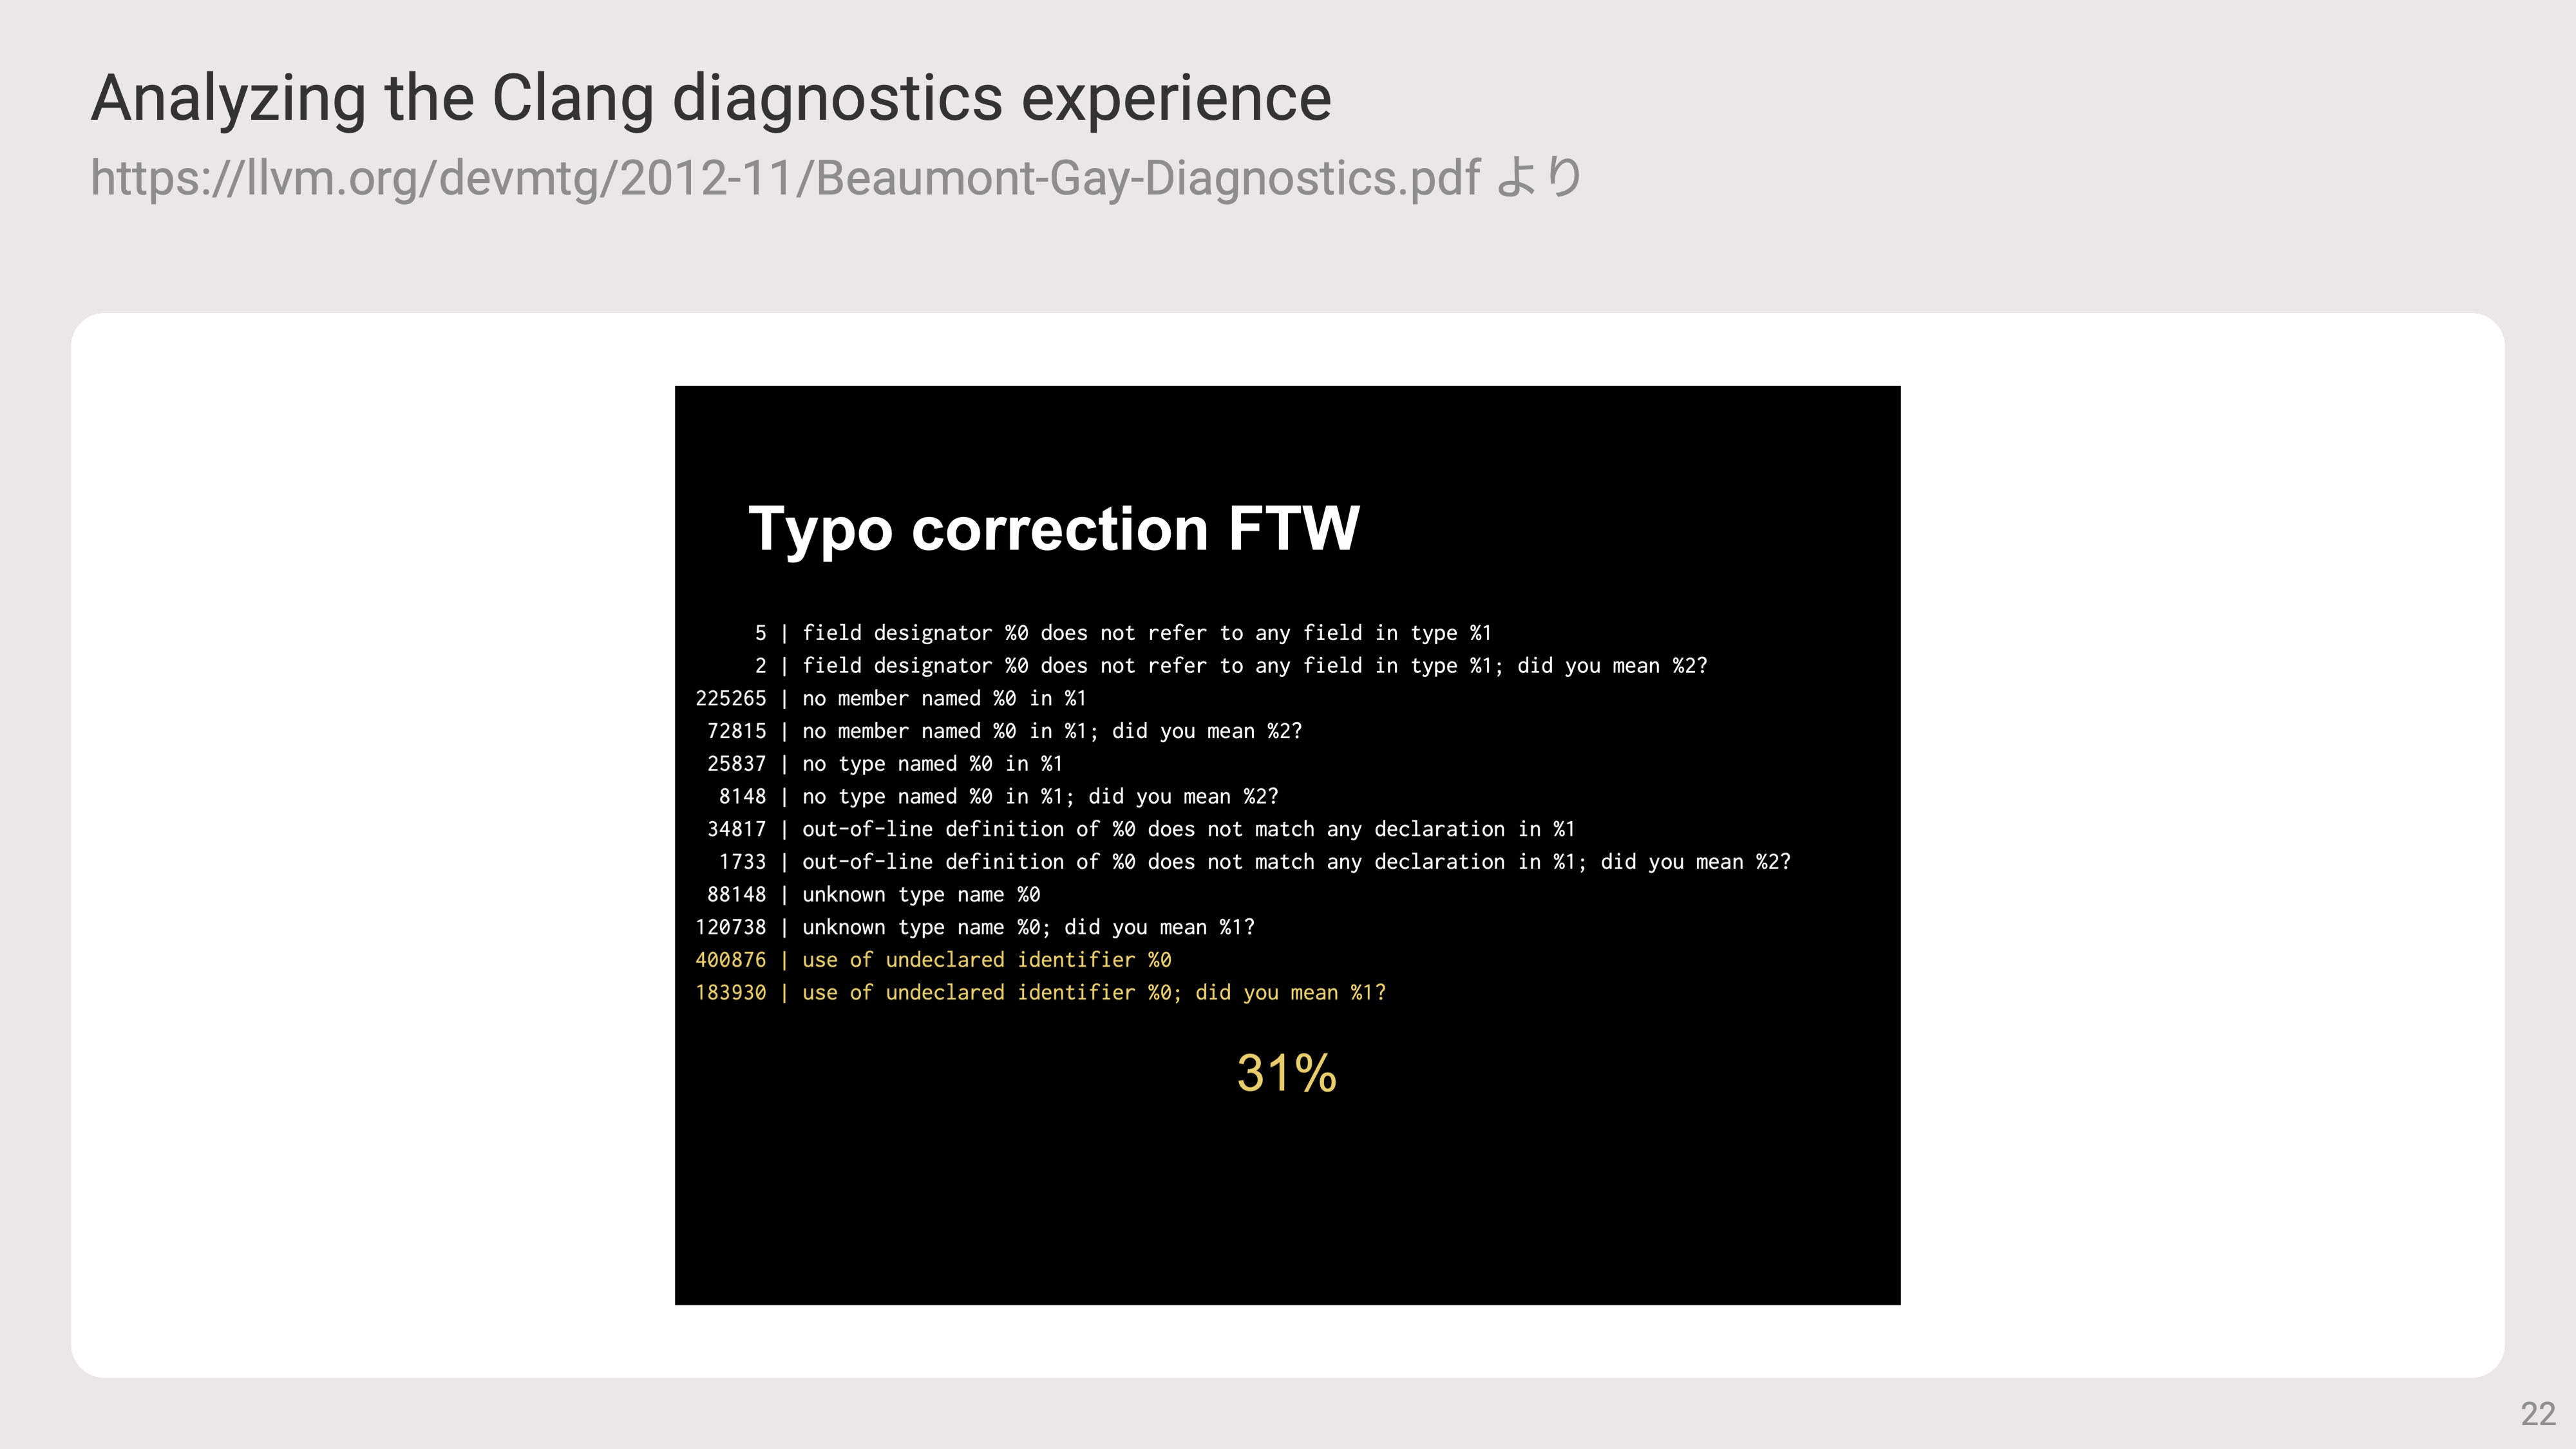 Analyzing the Clang diagnostics experience
https://llvm.org/devmtg/2012-11/Beaumont-Gay-Diagnostics.pdf より
Typo correction FTW
5 | field designator %0 does not refer to any field in type %1
2 | field designator %0 does not refer to any field in type %1; did you mean %2?
225265 | no member named %0 in %1
72815 | no member named %0 in %1; did you mean %2?
25837 | no type named %0 in %1
8148 | no type named %0 in %1; did you mean %2?
34817 | out-of-line definition of %0 does not match any declaration in %1
1733 | out-of-line definition of %0 does not match any declaration in %1; did you mean %2?
88148 | unknown type name %0
120738 | unknown type name %0; did you mean %1?
400876 | use of undeclared identifier %0
183930 | use of undeclared identifier %0; did you mean %1?
31%
22